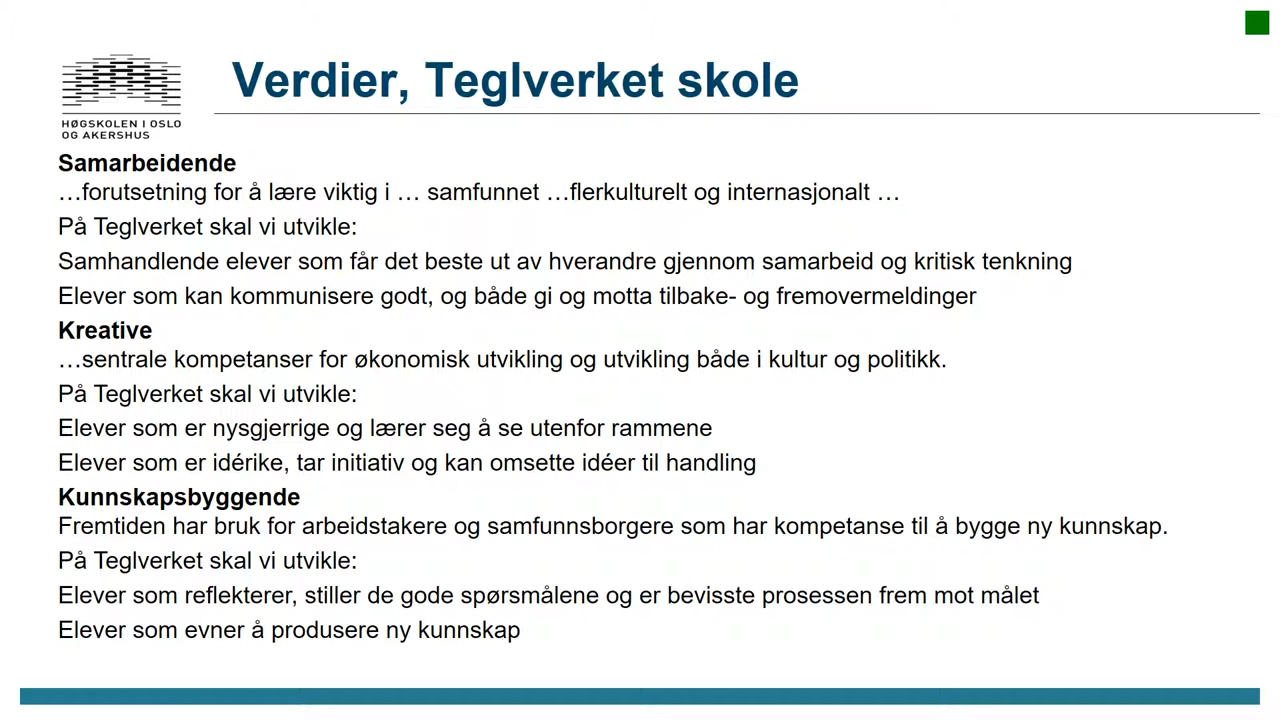 Verdier, Teglverket skole
HØGSKOLEN I OSLO
OG AKERSHUS
Samarbeidende
…forutsetning for å lære viktig i … samfunnet …flerkulturelt og internasjonalt …
På Teglverket skal vi utvikle:
Samhandlende elever som får det beste ut av hverandre gjennom samarbeid og kritisk tenkning
Elever som kan kommunisere godt, og både gi og motta tilbake- og fremovermeldinger
Kreative
…sentrale kompetanser for økonomisk utvikling og utvikling både i kultur og politikk.
På Teglverket skal vi utvikle:
Elever som er nysgjerrige og lærer seg å se utenfor rammene
Elever som er idérike, tar initiativ og kan omsette idéer til handling
Kunnskapsbyggende
Fremtiden har bruk for arbeidstakere og samfunnsborgere som har kompetanse til å bygge ny kunnskap.
På Teglverket skal vi utvikle:
Elever som reflekterer, stiller de gode spørsmålene og er bevisste prosessen frem mot målet
Elever som evner å produsere ny kunnskap